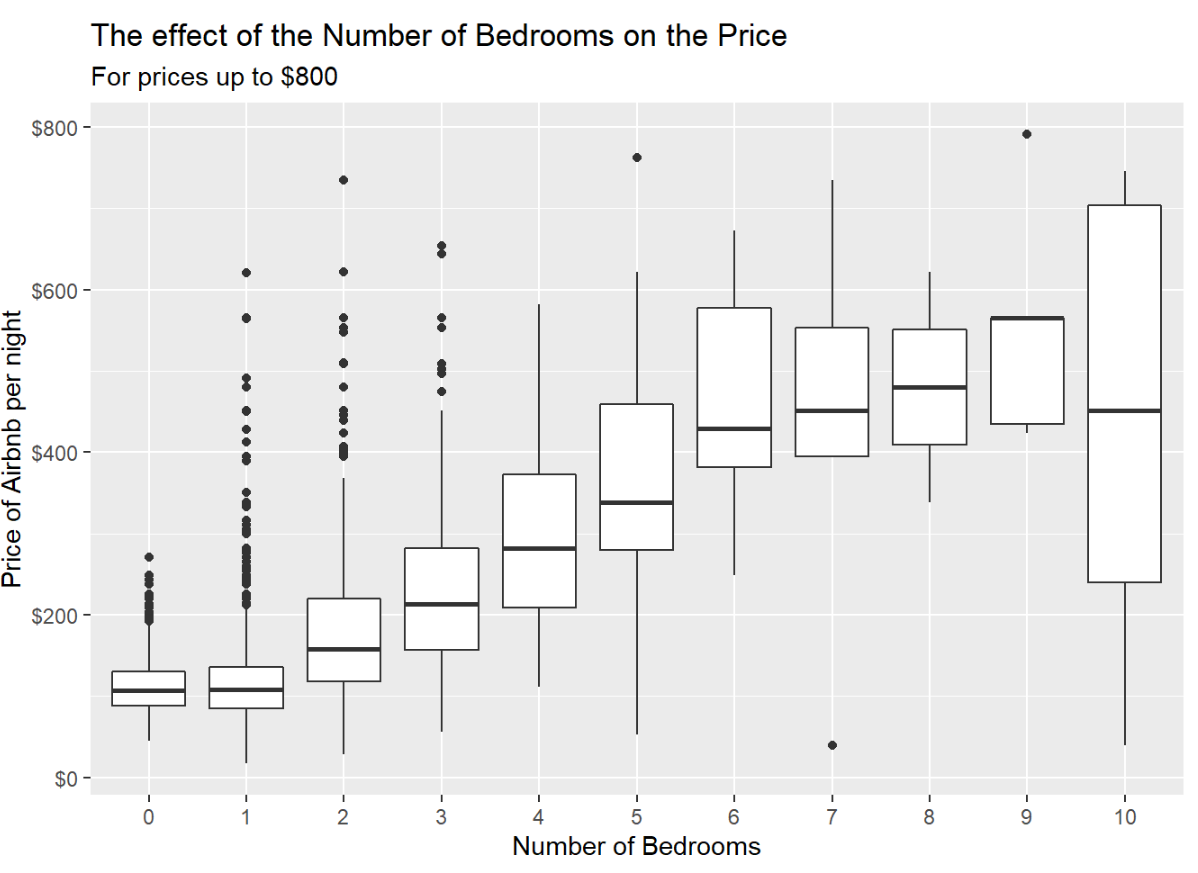 The effect of the Number of Bedrooms on the Price
For prices up to $800
Price of Airbnb per night
$800
$600
$400
$200
$0
0 1 2 3 4 5 6 7 8 9 10
Number of Bedrooms